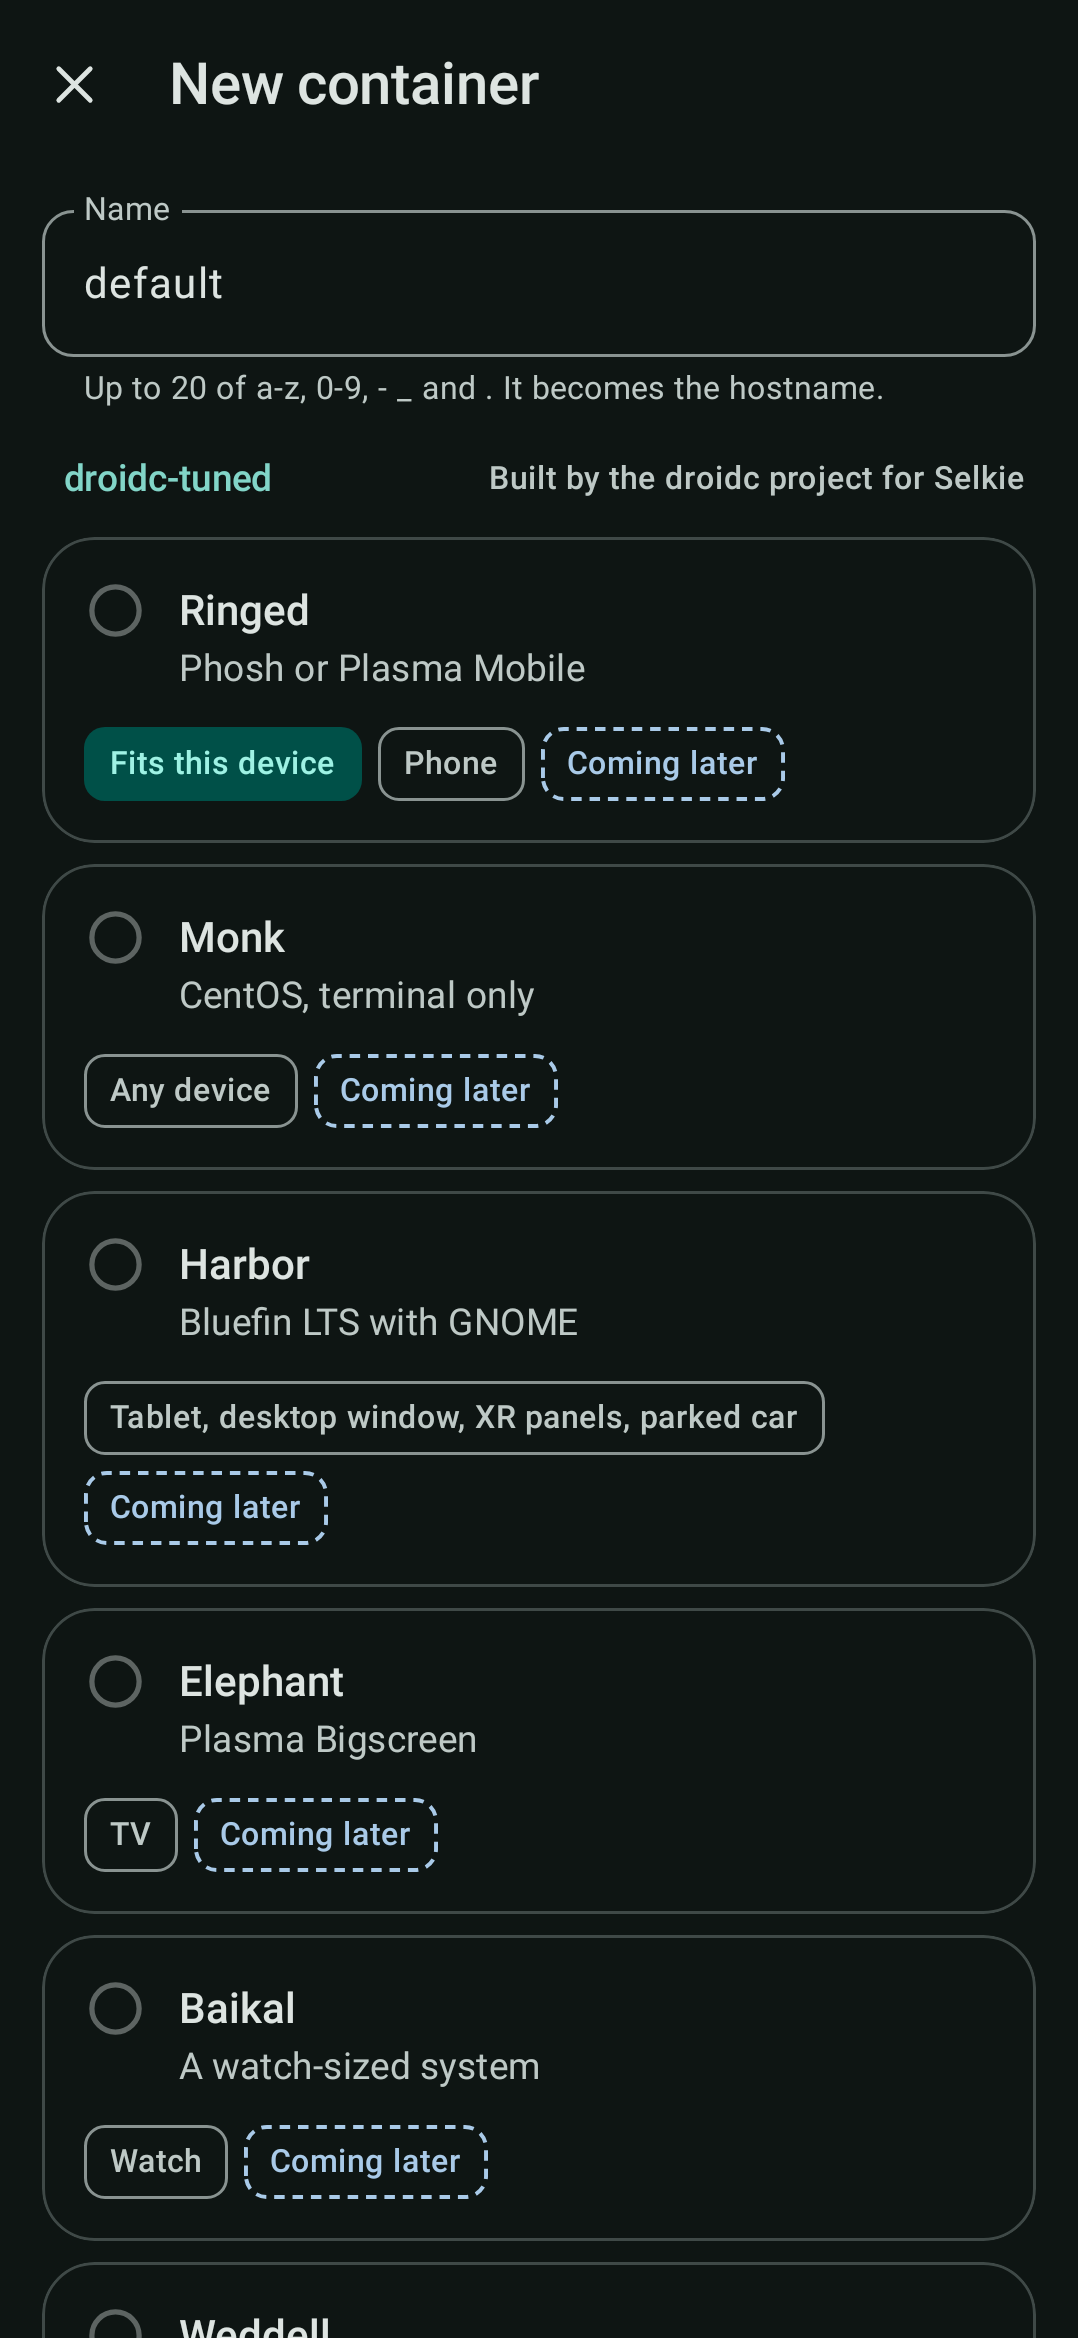 New container
Name
default
Up to 20 of a-z, 0-9, - _ and . It becomes the hostname.
droidc-tuned
Built by the droidc project for Selkie
Ringed
Phosh or Plasma Mobile
Fits this device
Phone
Coming later
Monk
CentOS, terminal only
Any device
Coming later
Harbor
Bluefin LTS with GNOME
Tablet, desktop window, XR panels, parked car
Coming later
Elephant
Plasma Bigscreen
TV
Coming later
Baikal
A watch-sized system
Watch
Coming later
Weddell